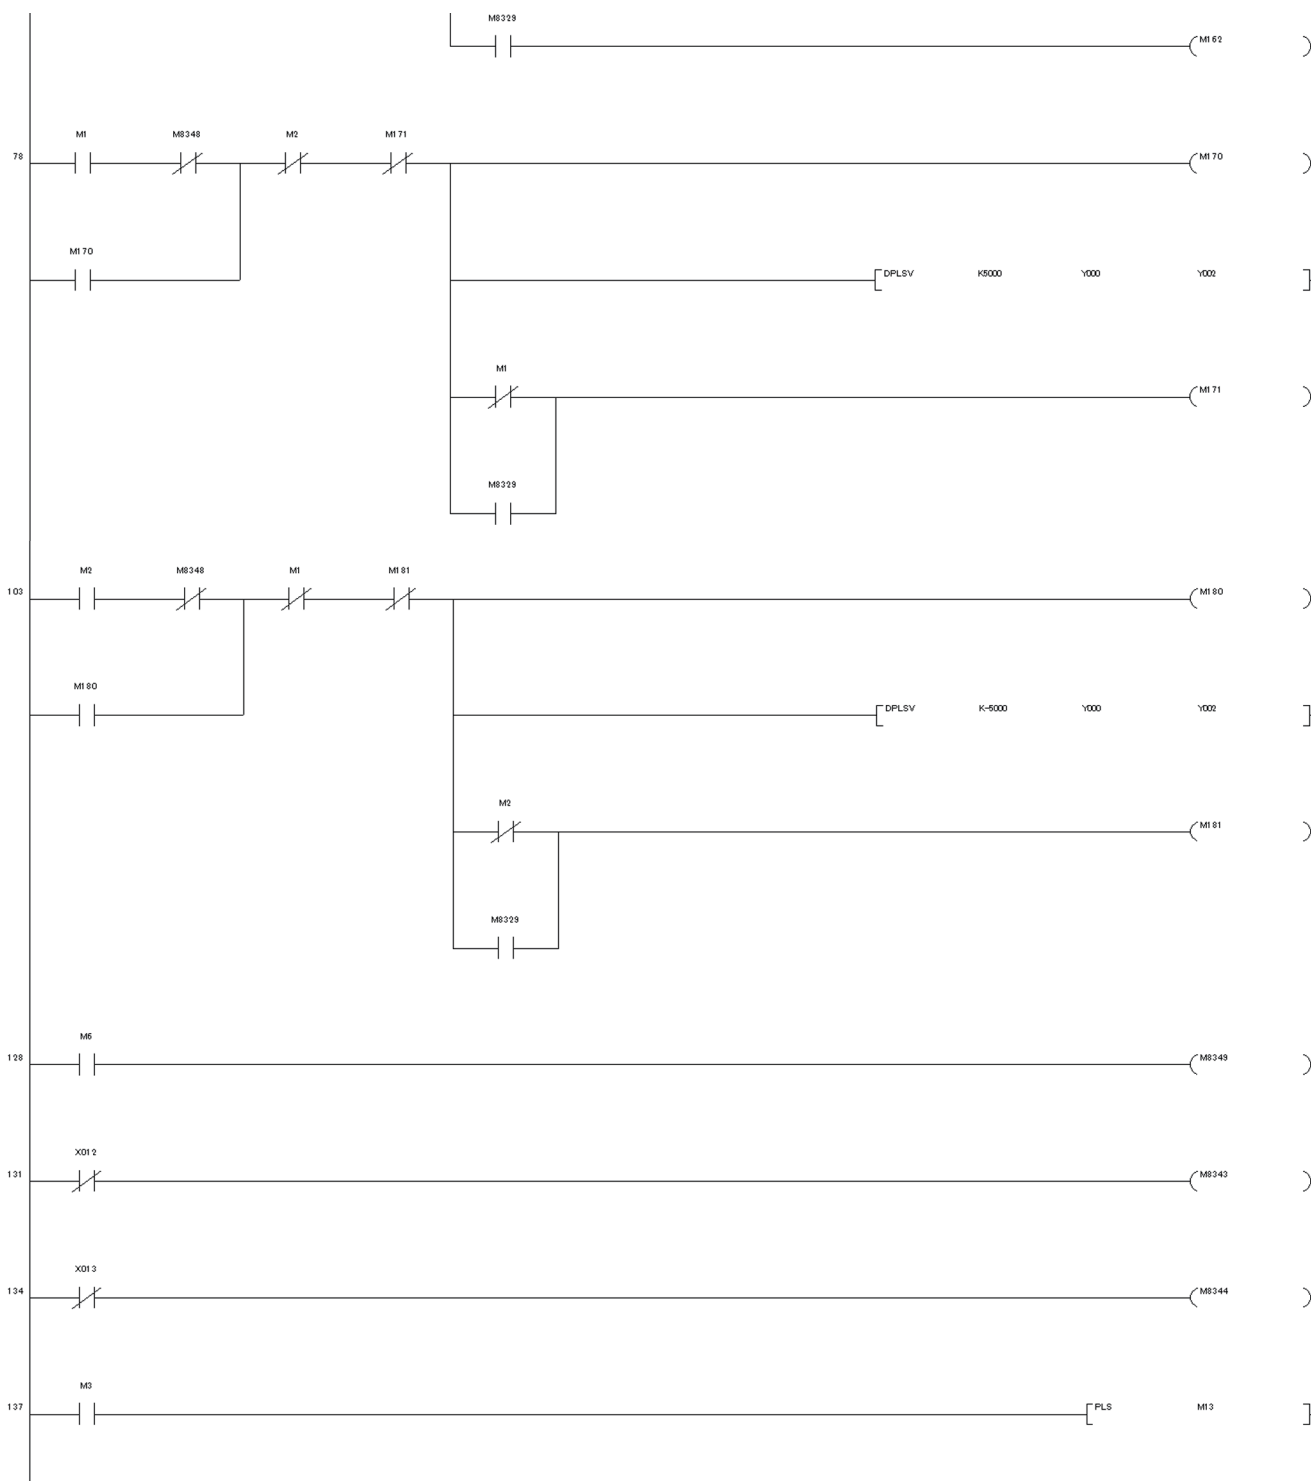 M8329
M162
M1 M8348 M2 M171
78 M170
M170
DPLSV K5000 Y000 Y002
M1
M171
M8329
M2 M8348 M1 M181
103 M180
M180
DPLSV K-5000 Y000 Y002
M2
M181
M8329
M6
128 M8349
X012
131 M8343
X013
134 M8344
M3
137 PLS M13